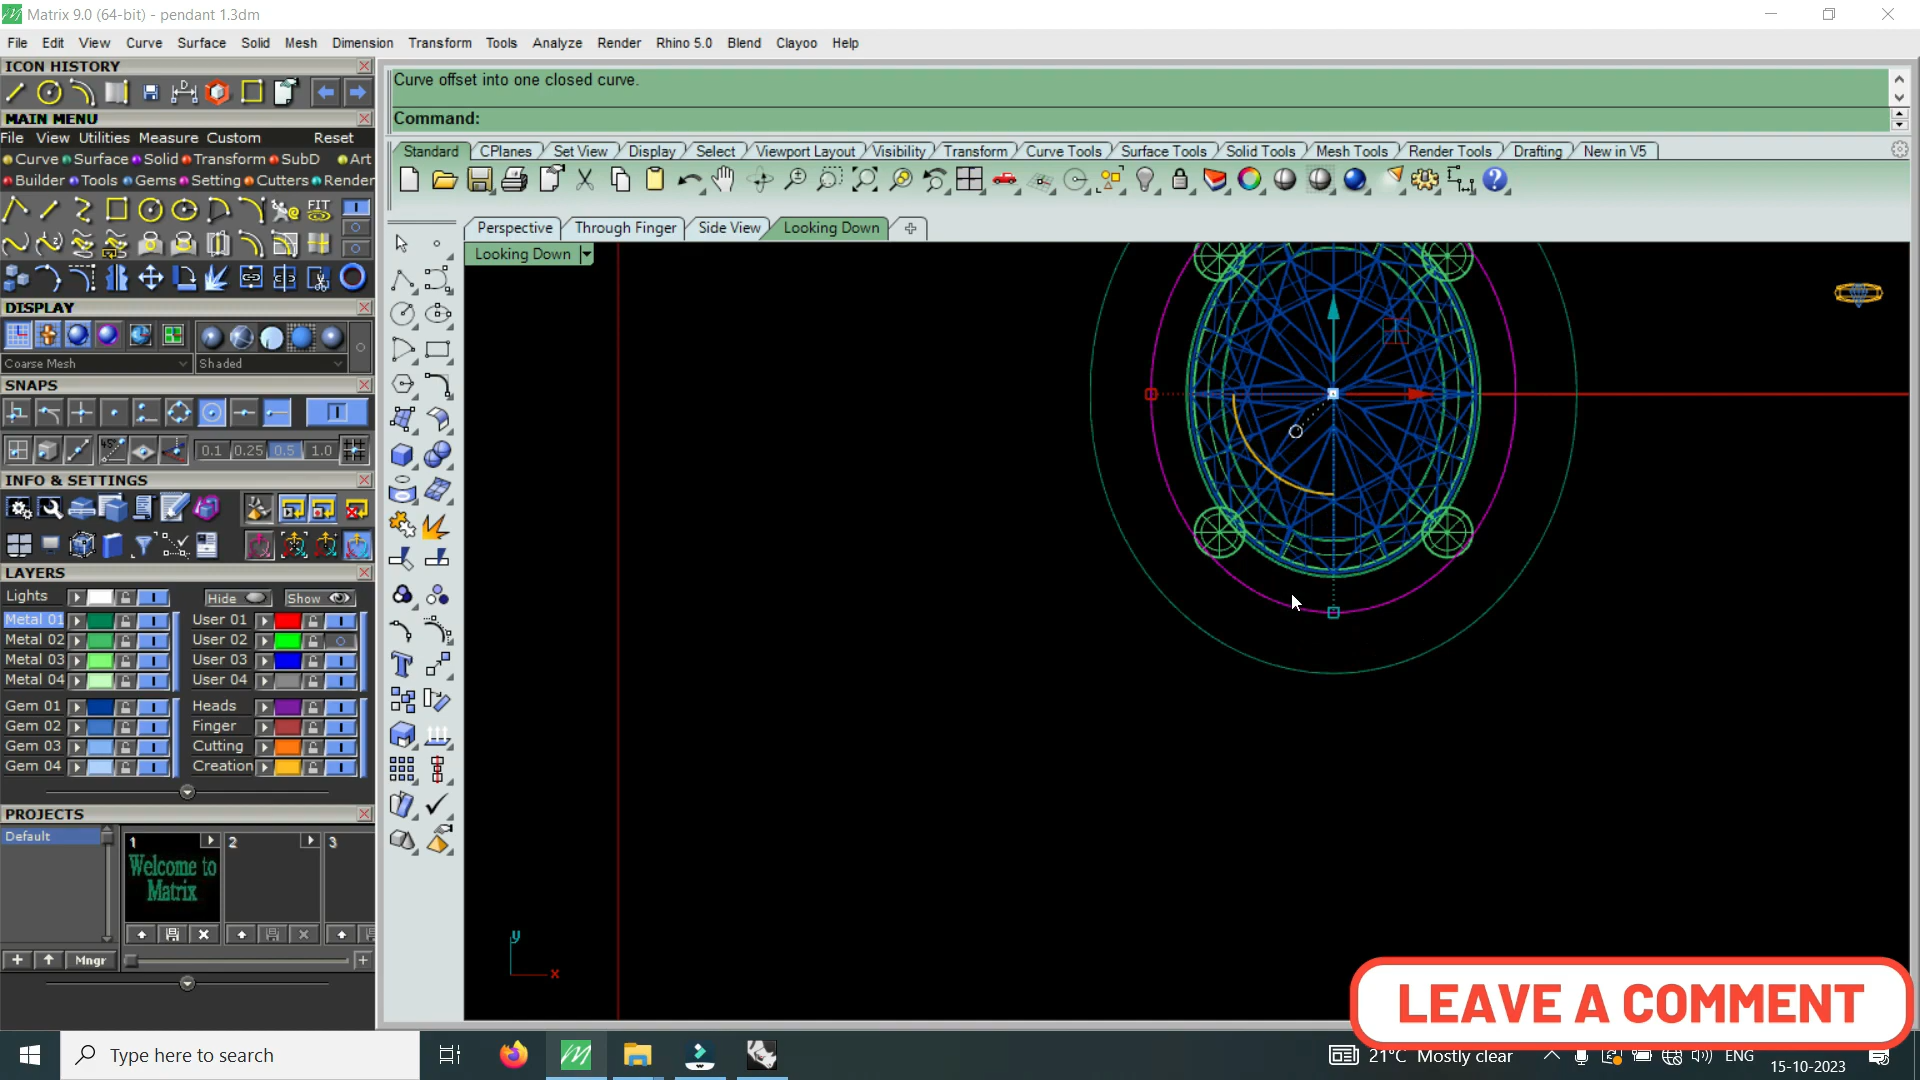 Matrix 9.0 (64-bit) - pendant 1.3dm
File Edit View Curve Surface Solid Mesh Dimension Transform Tools Analyze Render Rhino 5.0 Blend Clayoo Help
ICON HISTORY
MAIN MENU
File View Utilities Measure Custom Reset
Curve Surface Solid Transform SubD Art
Builder Tools Gems Setting Cutters Render
FIT
DISPLAY
Coarse Mesh Shaded
SNAPS
0.1 0.25 0.5 1.0
INFO & SETTINGS
LAYERS
Lights Hide Show
Metal 01 User 01
Metal 02 User 02
Metal 03 User 03
Metal 04 User 04
Gem 01 Heads
Gem 02 Finger
Gem 03 Cutting
Gem 04 Creation
PROJECTS
Default
1 2 3
Welcome to
Matrix
Mngr
Curve offset into one closed curve.
Command:
Standard CPlanes Set View Display Select Viewport Layout Visibility Transform Curve Tools Surface Tools Solid Tools Mesh Tools Render Tools Drafting New in V5
Perspective Through Finger Side View Looking Down
Looking Down
y
x
LEAVE A COMMENT
Type here to search
21°C Mostly clear
ENG
15-10-2023